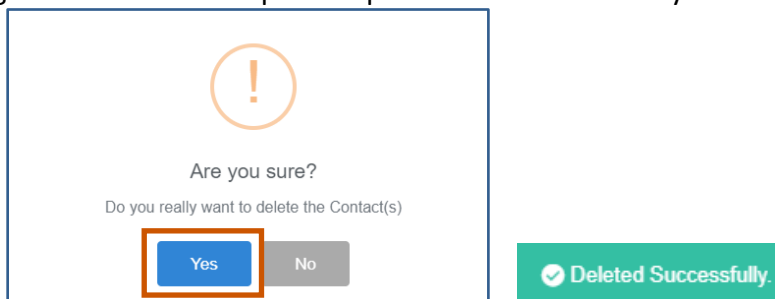 !
Are you sure?
Do you really want to delete the Contact(s)
Yes No
Deleted Successfully.